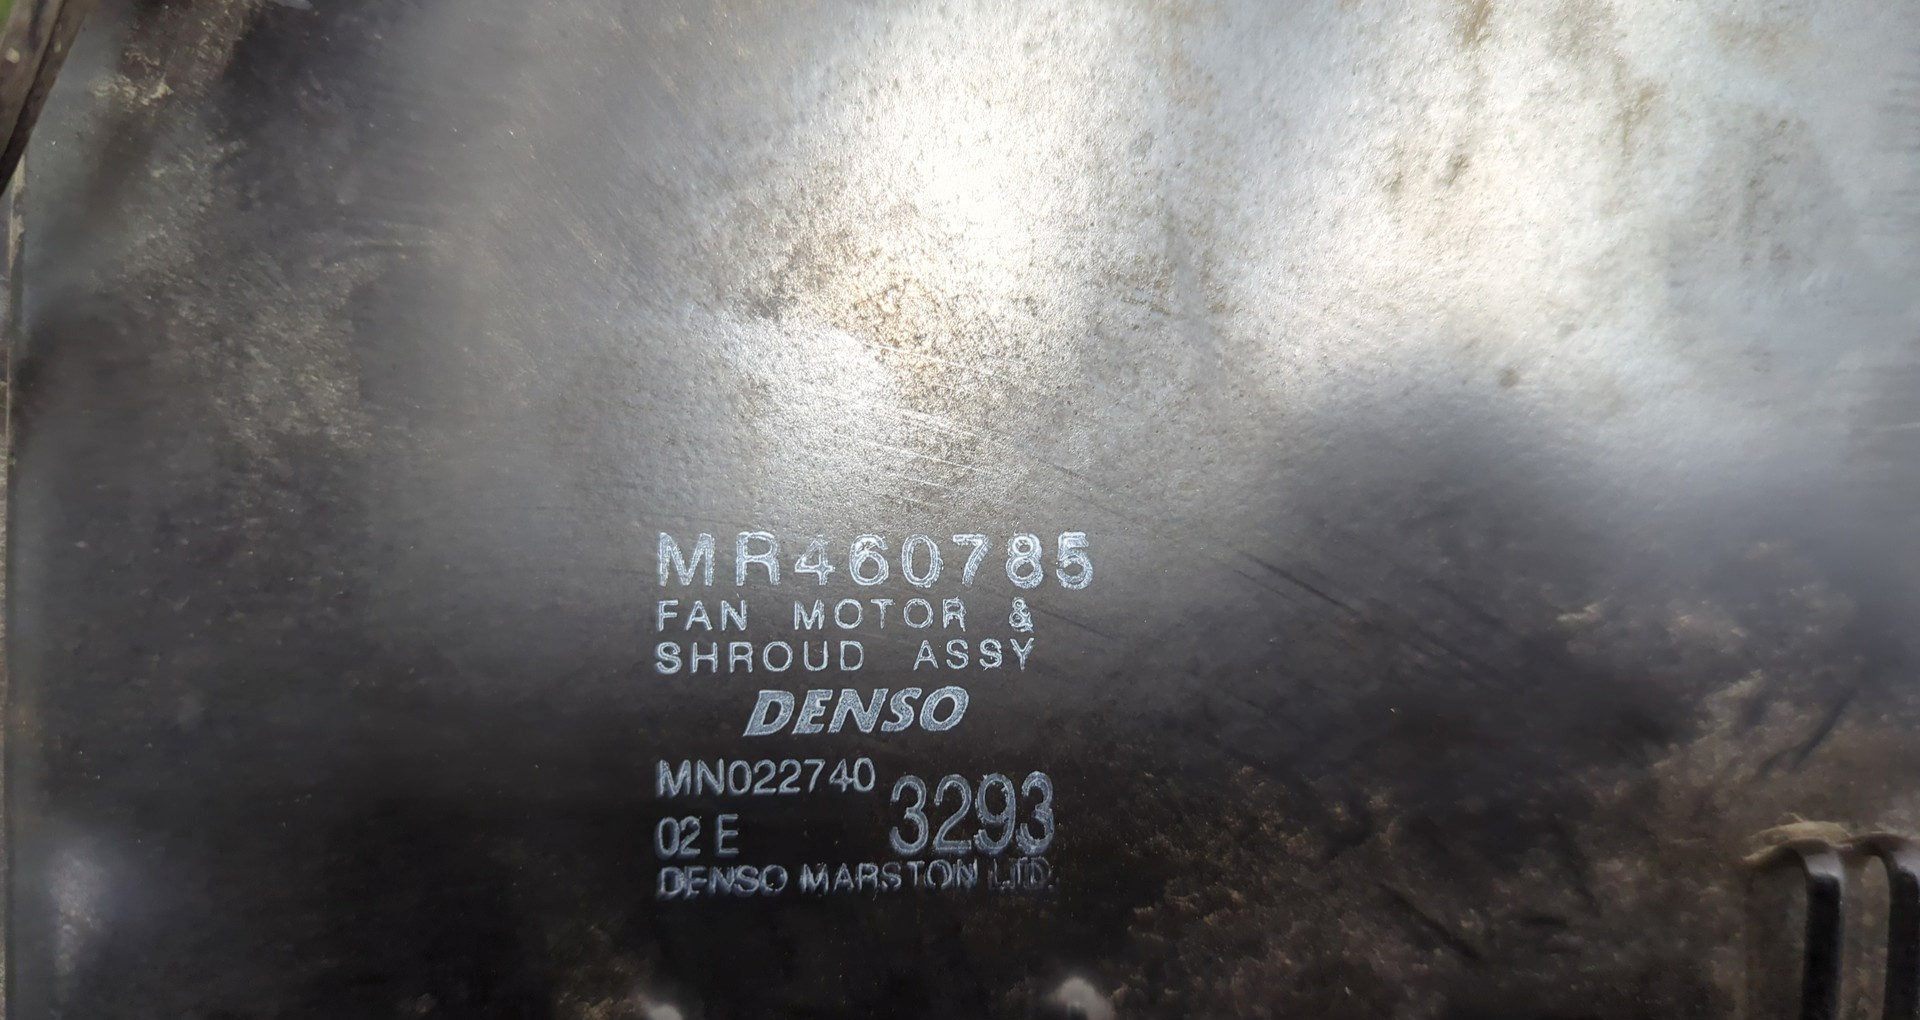 MR460785
FAN MOTOR &
SHROUD ASSY
DENSO
MN022740
02 E 3293
DENSO MARSTON LTD.